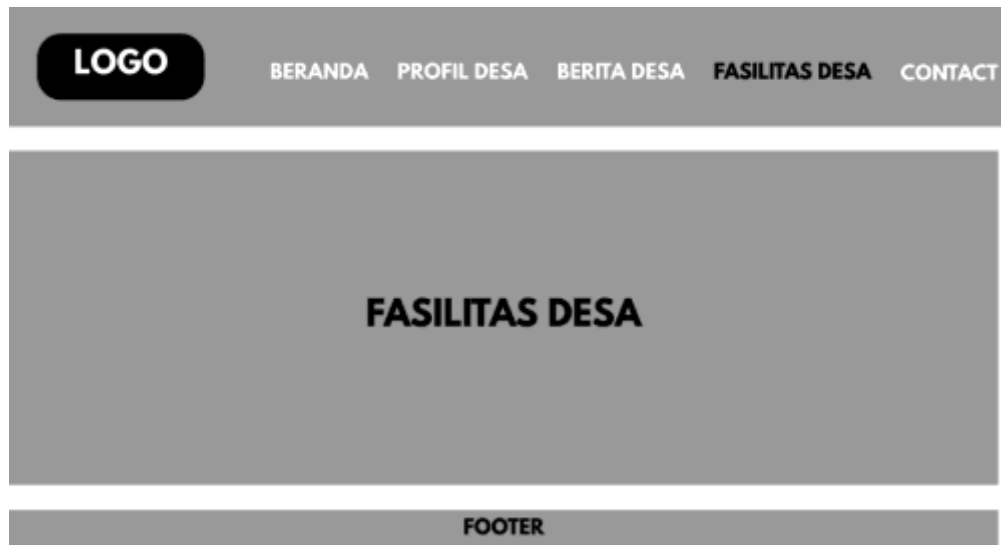 LOGO
BERANDA PROFIL DESA BERITA DESA FASILITAS DESA CONTACT
FASILITAS DESA
FOOTER